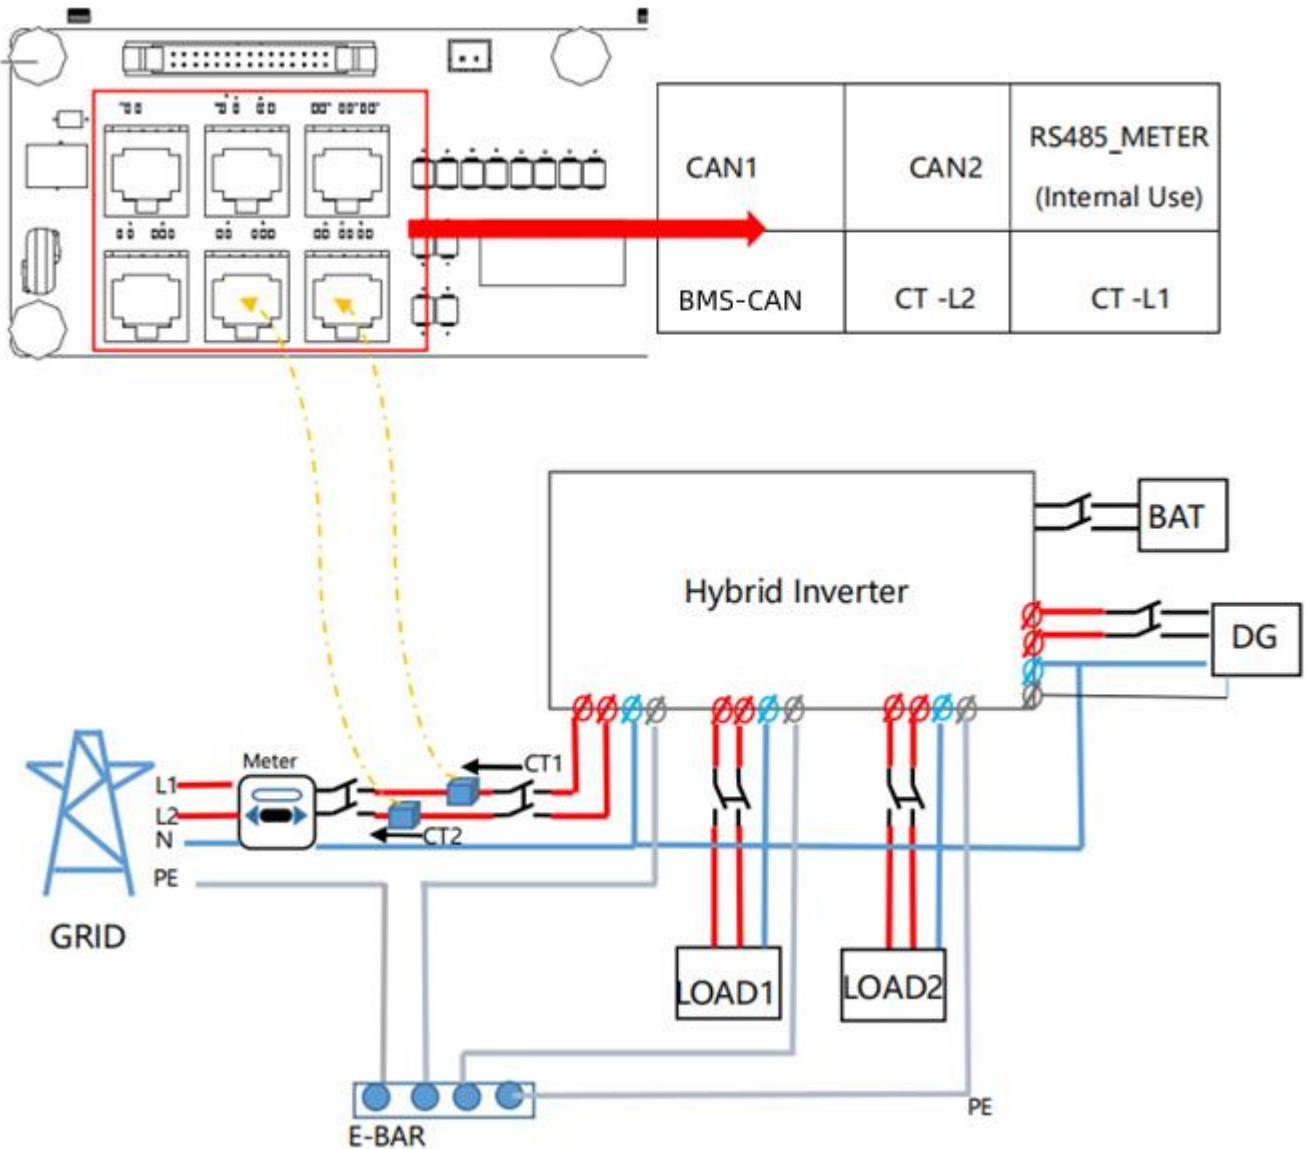 CAN1
CAN2
RS485_METER
(Internal Use)
BMS-CAN
CT -L2
CT -L1
BAT
Hybrid Inverter
DG
Meter
CT1
L1
L2
CT2
N
PE
GRID
LOAD1
LOAD2
PE
E-BAR